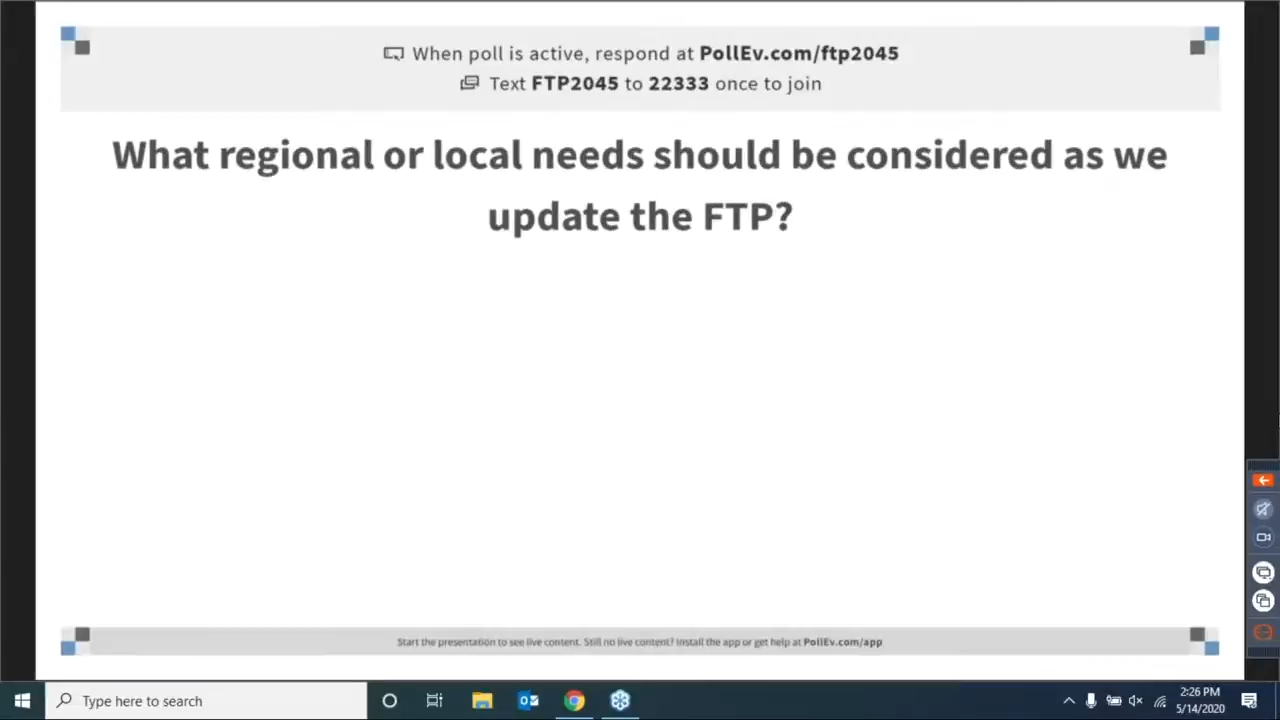 When poll is active, respond at PollEv.com/ftp2045
Text FTP2045 to 22333 once to join
What regional or local needs should be considered as we
update the FTP?
Start the presentation to see live content. Still no live content? Install the app or get help at PollEv.com/app
Type here to search
2:26 PM
5/14/2020